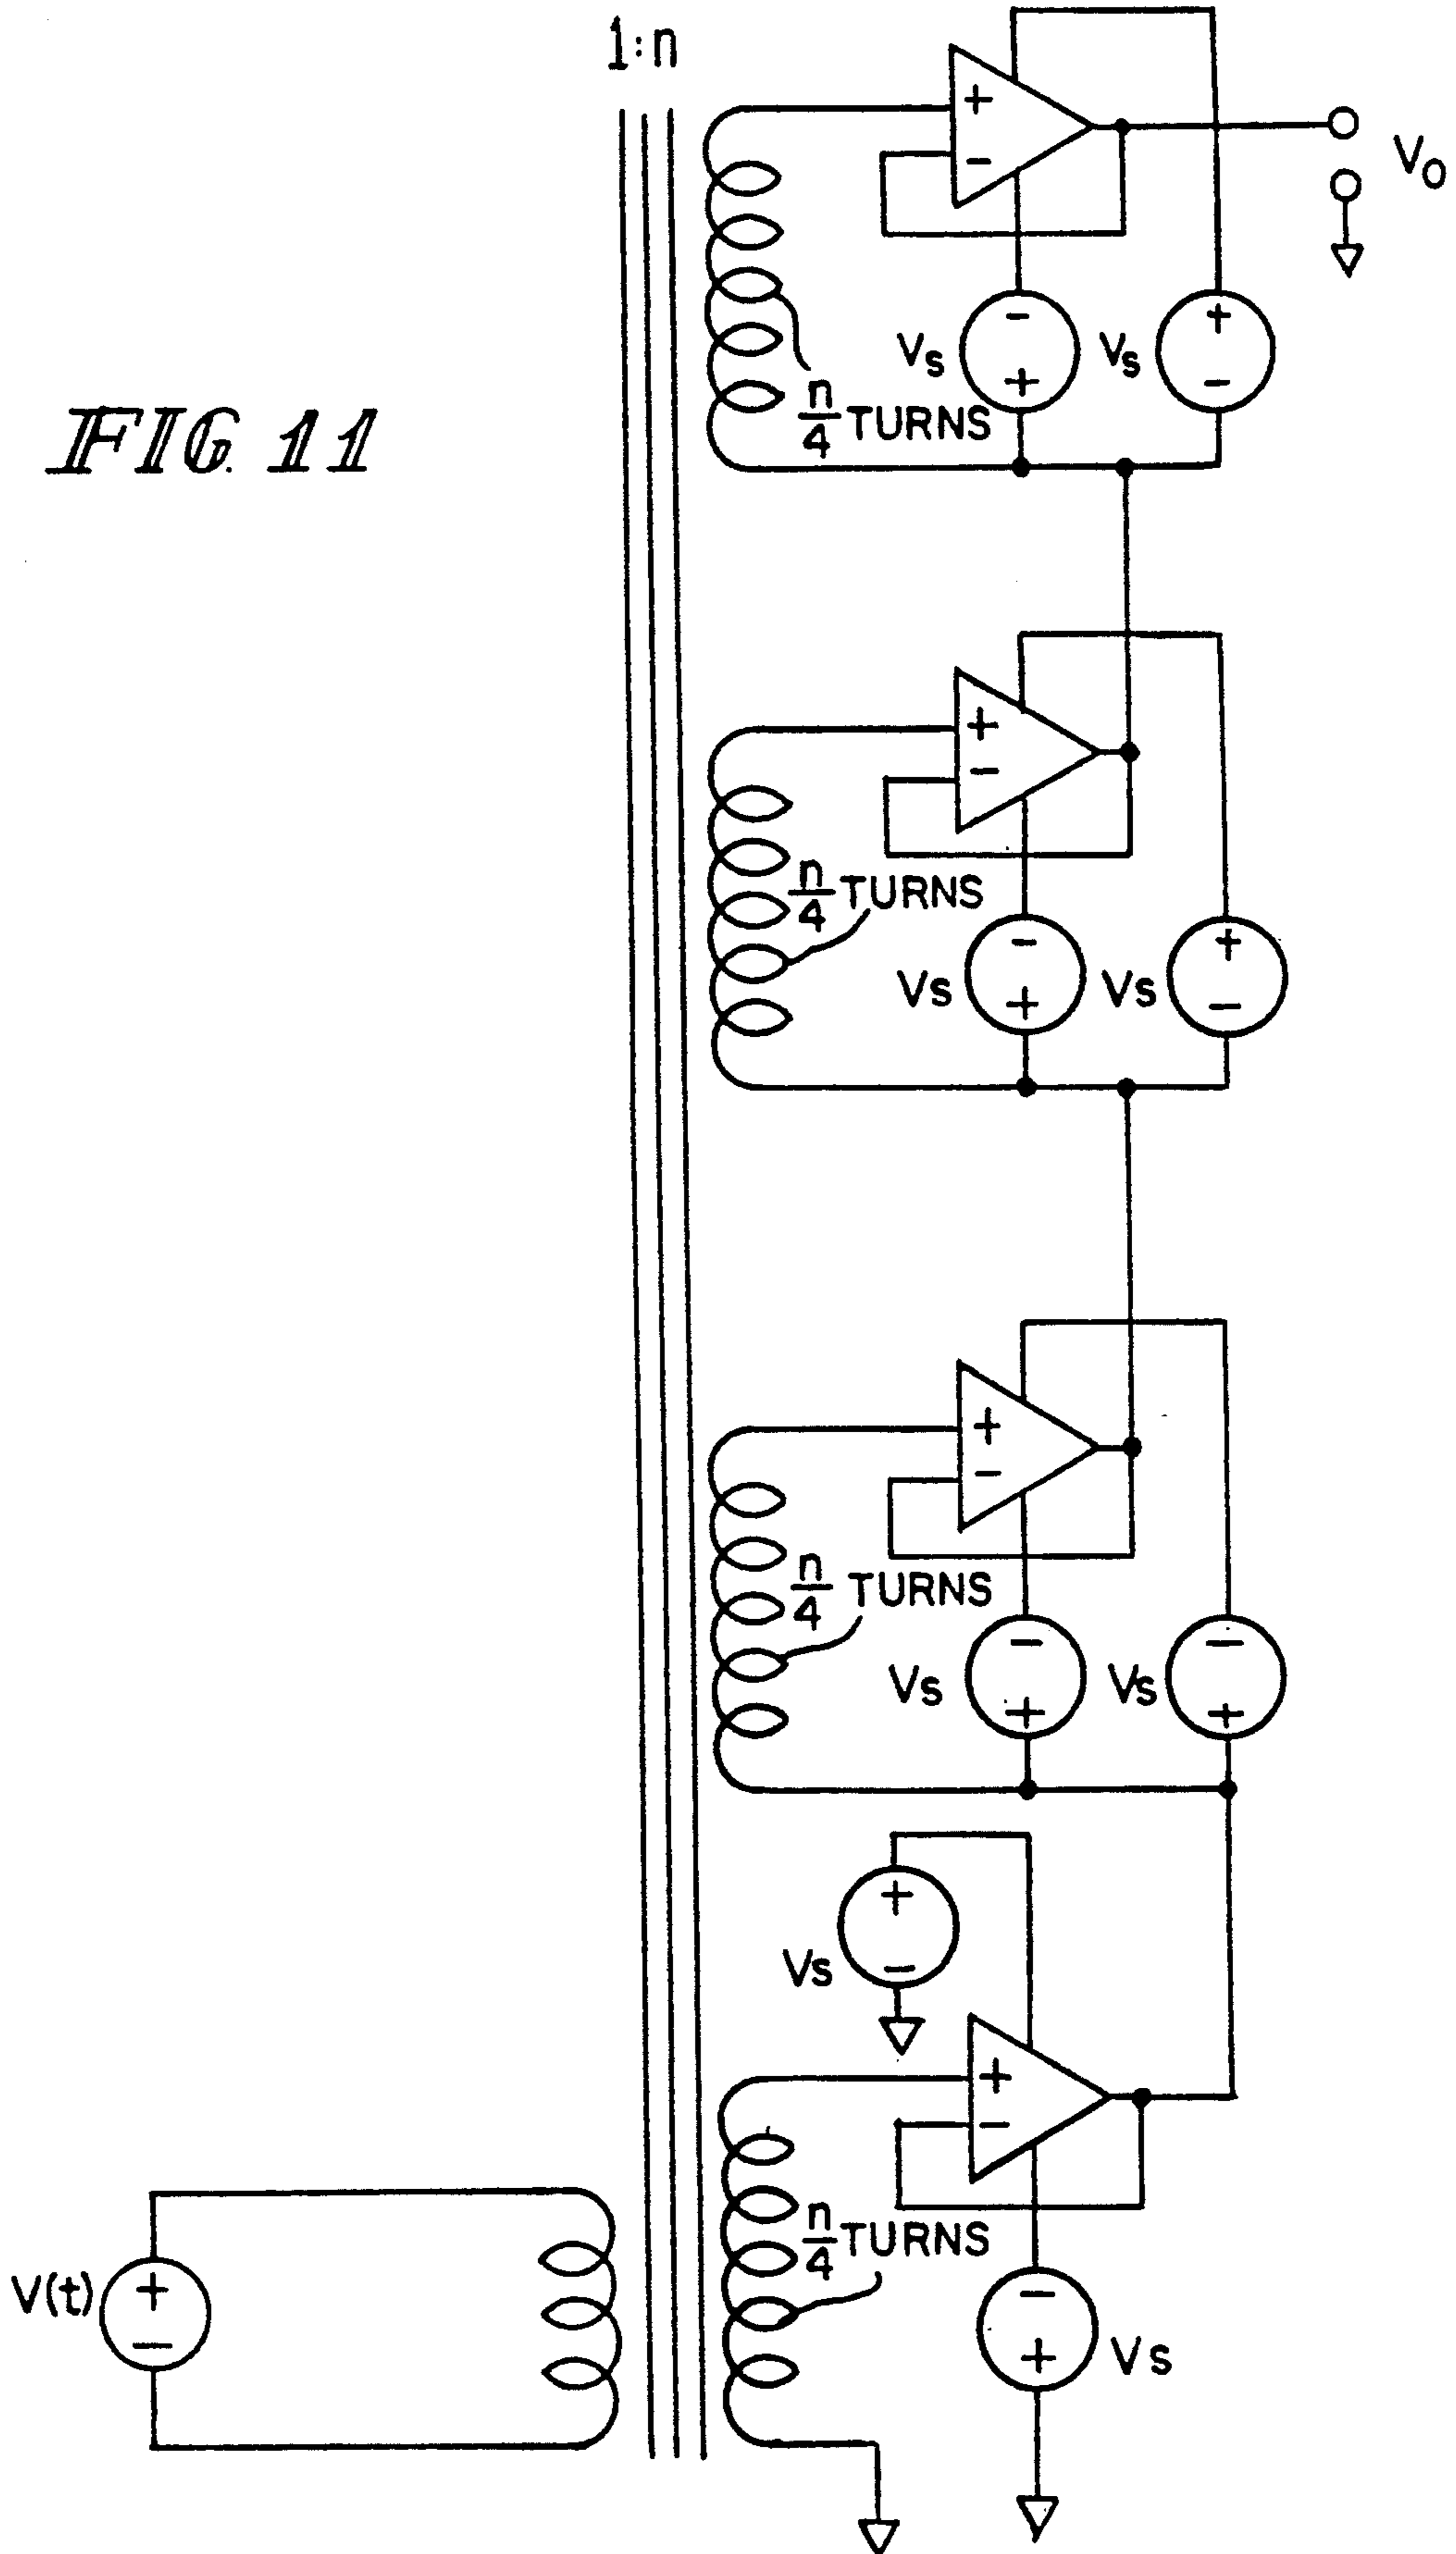 1:n
+
-
V₀
-
+
Vs
+
-
Vs
n/4 TURNS
FIG. 11
+
-
n/4 TURNS
-
+
Vs
+
-
Vs
+
-
n/4 TURNS
-
+
Vs
-
+
Vs
+
-
Vs
+
-
n/4 TURNS
-
+
Vs
V(t)
+
-